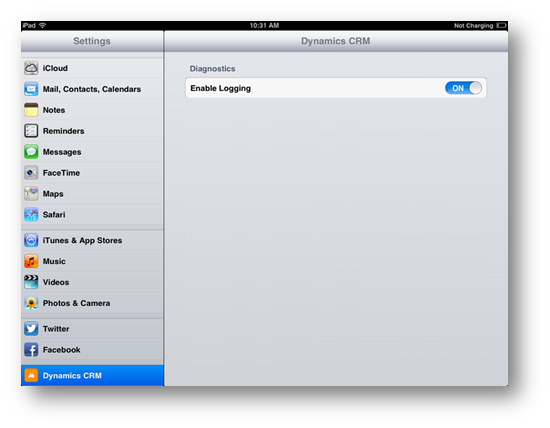 iPad 10:31 AM Not Charging
Settings Dynamics CRM
iCloud
Mail, Contacts, Calendars
Notes
Reminders
Messages
FaceTime
Maps
Safari
iTunes & App Stores
Music
Videos
Photos & Camera
Twitter
Facebook
Dynamics CRM
Diagnostics
Enable Logging ON